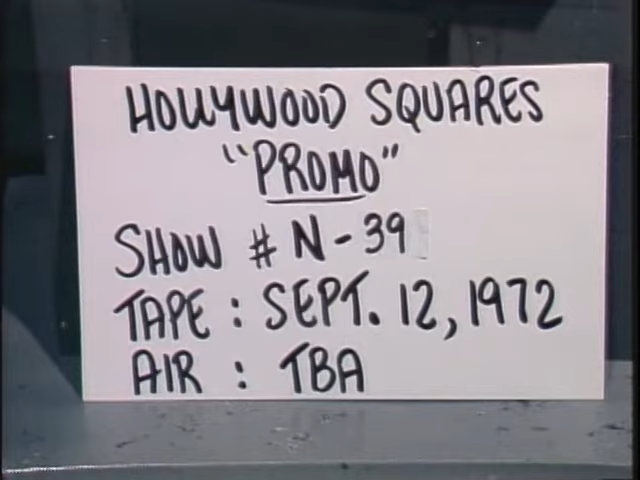 HOLLYWOOD SQUARES
"PROMO"
SHOW # N-39
TAPE : SEPT. 12, 1972
AIR : TBA